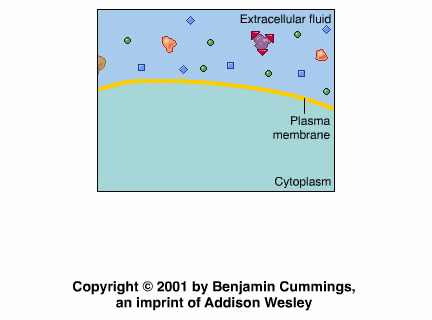 Extracellular fluid
Plasma
membrane
Cytoplasm
Copyright © 2001 by Benjamin Cummings,
an imprint of Addison Wesley